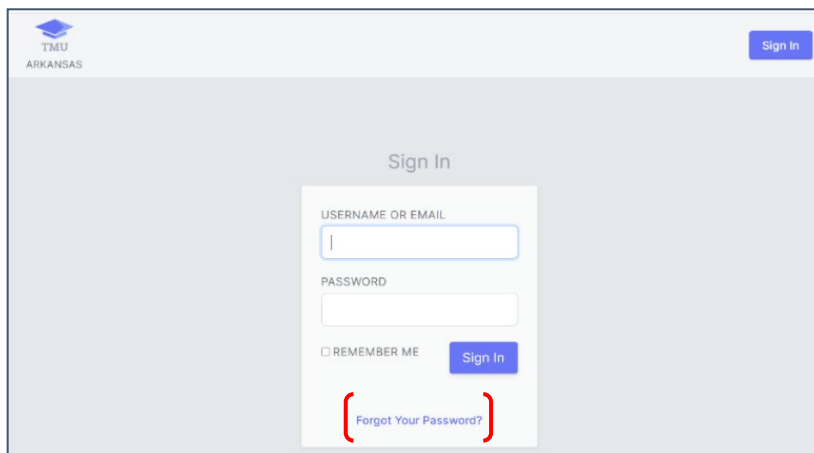 TMU
ARKANSAS
Sign In
Sign In
USERNAME OR EMAIL
PASSWORD
REMEMBER ME
Sign In
Forgot Your Password?